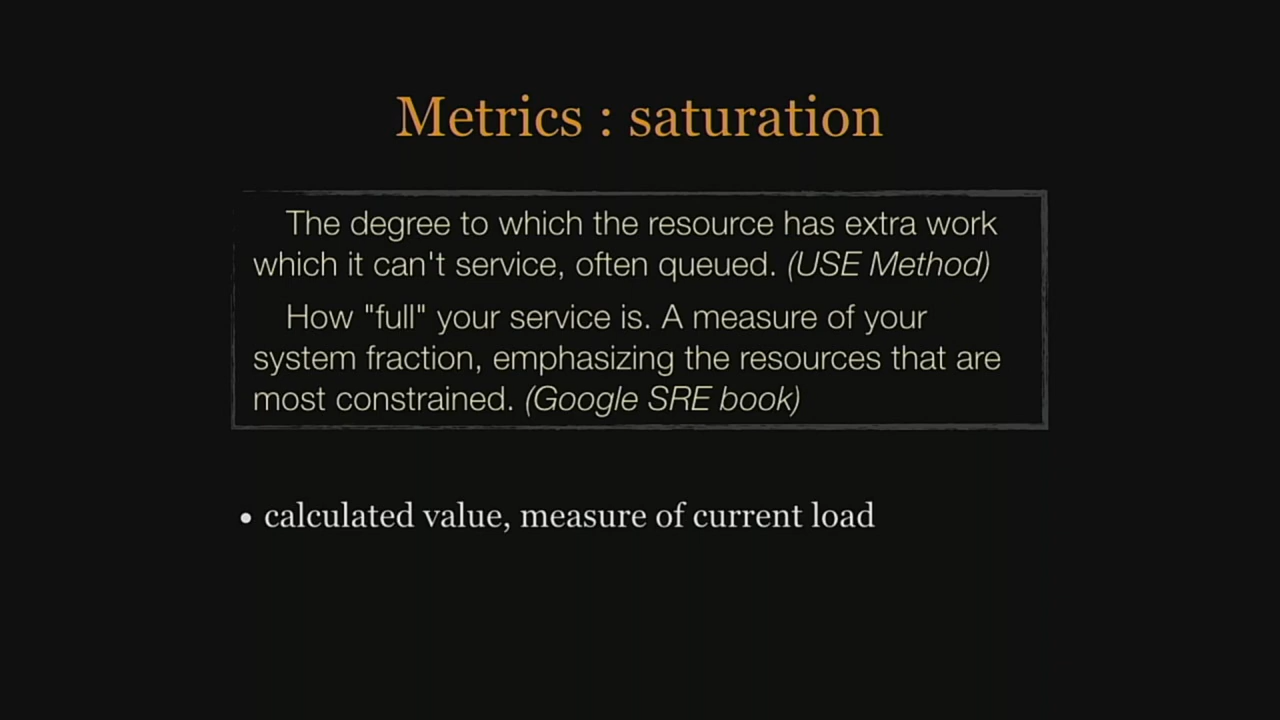 Metrics : saturation
The degree to which the resource has extra work
which it can't service, often queued. (USE Method)
How "full" your service is. A measure of your
system fraction, emphasizing the resources that are
most constrained. (Google SRE book)
• calculated value, measure of current load